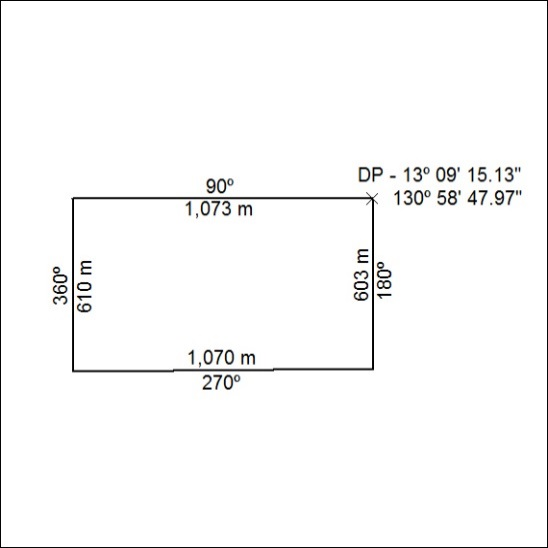 DP - 13º 09' 15.13"
130º 58' 47.97"
90º
1,073 m
360º
610 m
603 m
180º
1,070 m
270º